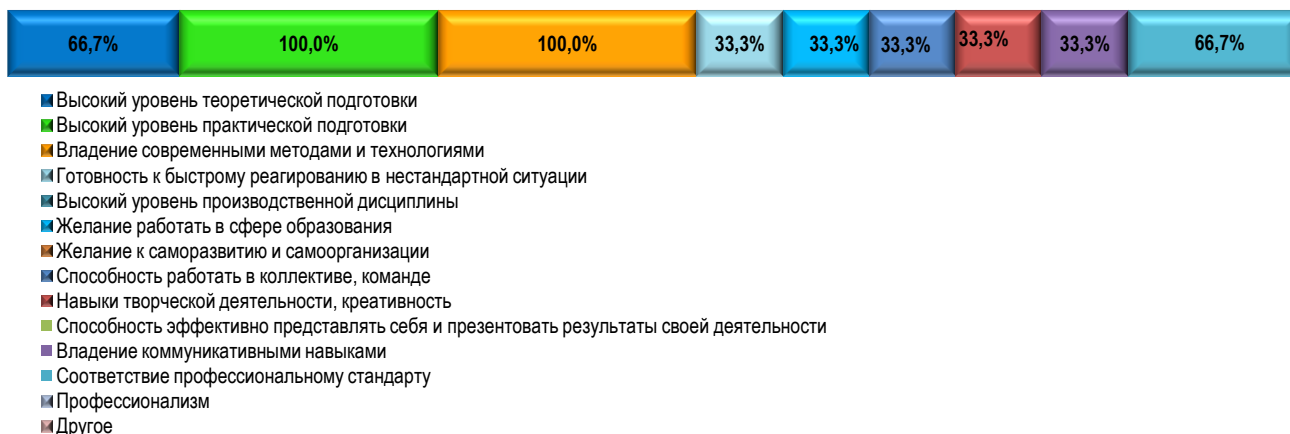 66,7% 100,0% 100,0% 33,3% 33,3% 33,3% 33,3% 33,3% 66,7%
Высокий уровень теоретической подготовки
Высокий уровень практической подготовки
Владение современными методами и технологиями
Готовность к быстрому реагированию в нестандартной ситуации
Высокий уровень производственной дисциплины
Желание работать в сфере образования
Желание к саморазвитию и самоорганизации
Способность работать в коллективе, команде
Навыки творческой деятельности, креативность
Способность эффективно представлять себя и презентовать результаты своей деятельности
Владение коммуникативными навыками
Соответствие профессиональному стандарту
Профессионализм
Другое